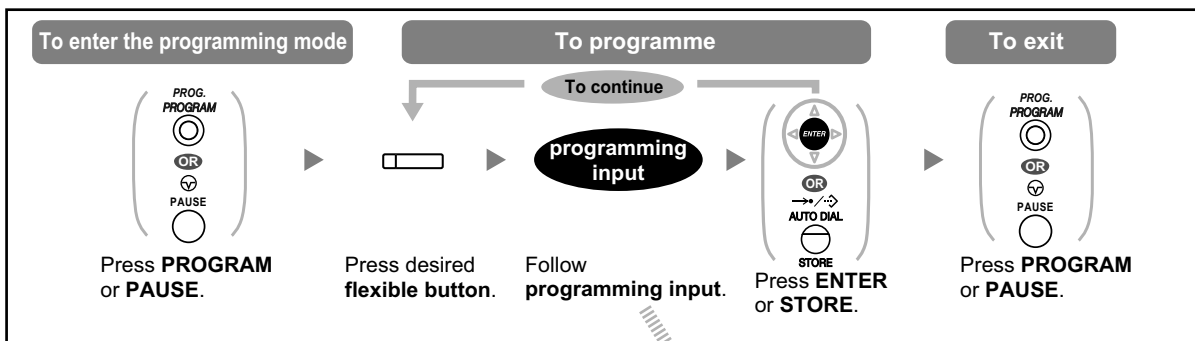 To enter the programming mode
To programme
To exit
To continue
PROG.
PROGRAM
OR
PAUSE
programming
input
ENTER
OR
AUTO DIAL
STORE
PROG.
PROGRAM
OR
PAUSE
Press PROGRAM
or PAUSE.
Press desired
flexible button.
Follow
programming input.
Press ENTER
or STORE.
Press PROGRAM
or PAUSE.